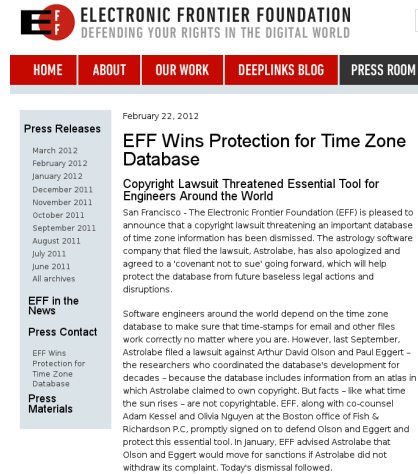 EFF
ELECTRONIC FRONTIER FOUNDATION
DEFENDING YOUR RIGHTS IN THE DIGITAL WORLD
HOME
ABOUT
OUR WORK
DEEPLINKS BLOG
PRESS ROOM
Press Releases
March 2012
February 2012
January 2012
December 2011
November 2011
October 2011
September 2011
August 2011
July 2011
June 2011
All archives
EFF in the
News
Press Contact
EFF Wins
Protection for
Time Zone
Database
Press
Materials
February 22, 2012
EFF Wins Protection for Time Zone
Database
Copyright Lawsuit Threatened Essential Tool for
Engineers Around the World
San Francisco - The Electronic Frontier Foundation (EFF) is pleased to
announce that a copyright lawsuit threatening an important database
of time zone information has been dismissed. The astrology software
company that filed the lawsuit, Astrolabe, has also apologized and
agreed to a 'covenant not to sue' going forward, which will help
protect the database from future baseless legal actions and
disruptions.
Software engineers around the world depend on the time zone
database to make sure that time-stamps for email and other files
work correctly no matter where you are. However, last September,
Astrolabe filed a lawsuit against Arthur David Olson and Paul Eggert –
the researchers who coordinated the database's development for
decades – because the database includes information from an atlas in
which Astrolabe claimed to own copyright. But facts – like what time
the sun rises – are not copyrightable. EFF, along with co-counsel
Adam Kessel and Olivia Nguyen at the Boston office of Fish &
Richardson P.C, promptly signed on to defend Olson and Eggert and
protect this essential tool. In January, EFF advised Astrolabe that
Olson and Eggert would move for sanctions if Astrolabe did not
withdraw its complaint. Today's dismissal followed.